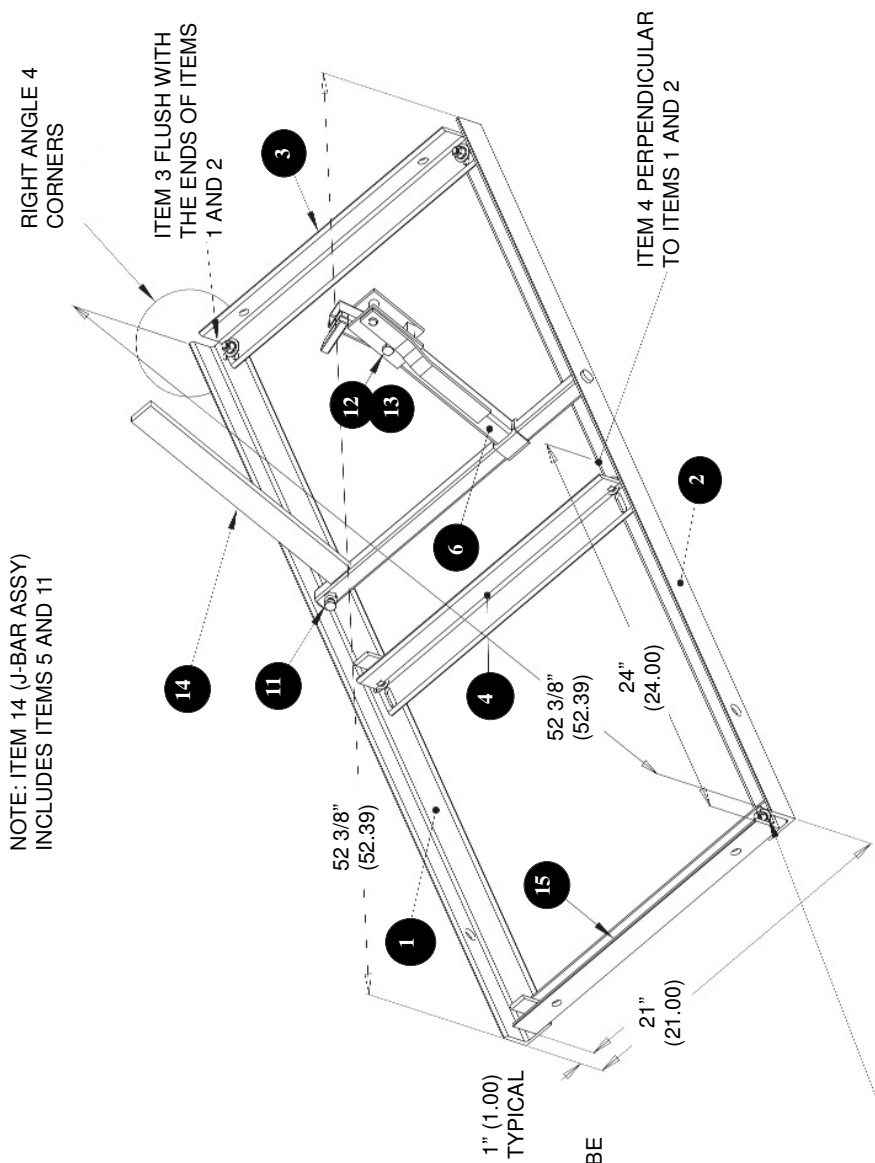 NOTE: ITEM 14 (J-BAR ASSY)
INCLUDES ITEMS 5 AND 11
RIGHT ANGLE 4
CORNERS
ITEM 3 FLUSH WITH
THE ENDS OF ITEMS
1 AND 2
3
14
12
13
11
6
ITEM 4 PERPENDICULAR
TO ITEMS 1 AND 2
4
2
52 3/8”
(52.39)
1
52 3/8”
(52.39)
24”
(24.00)
15
21”
(21.00)
1” (1.00)
TYPICAL
BE